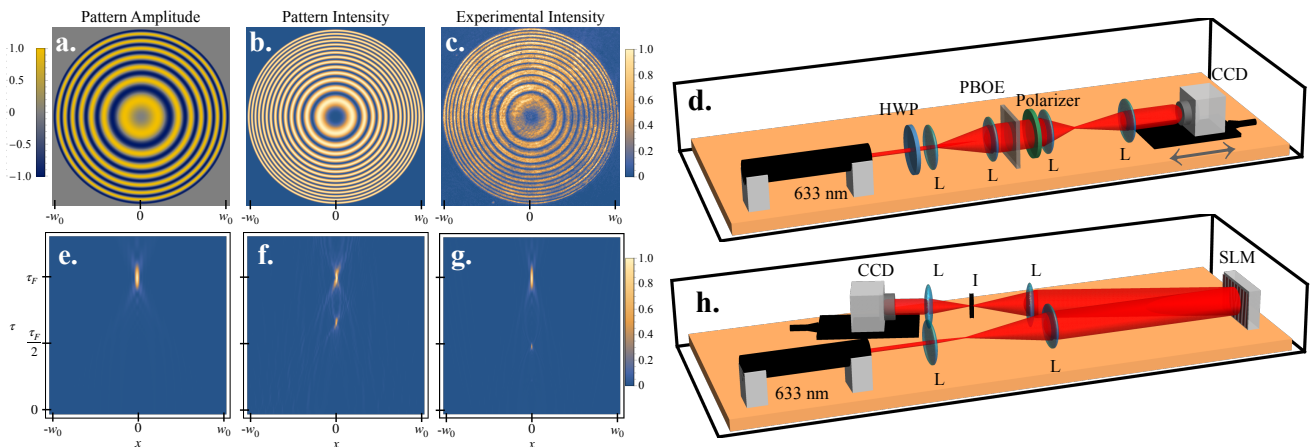 Pattern Amplitude
Pattern Intensity
Experimental Intensity
a.
b.
c.
1.0
0.5
0
-0.5
-1.0
1.0
0.8
0.6
0.4
0.2
0
-w₀ 0 w₀
-w₀ 0 w₀
-w₀ 0 w₀
d.
HWP
PBOE
Polarizer
CCD
L
L
L
L
633 nm
e.
f.
g.
τ_F
τ
τ_F
2
0
1.0
0.8
0.6
0.4
0.2
0
-w₀ 0 w₀
-w₀ 0 w₀
-w₀ 0 w₀
x
x
x
h.
CCD
L
I
L
SLM
L
L
633 nm